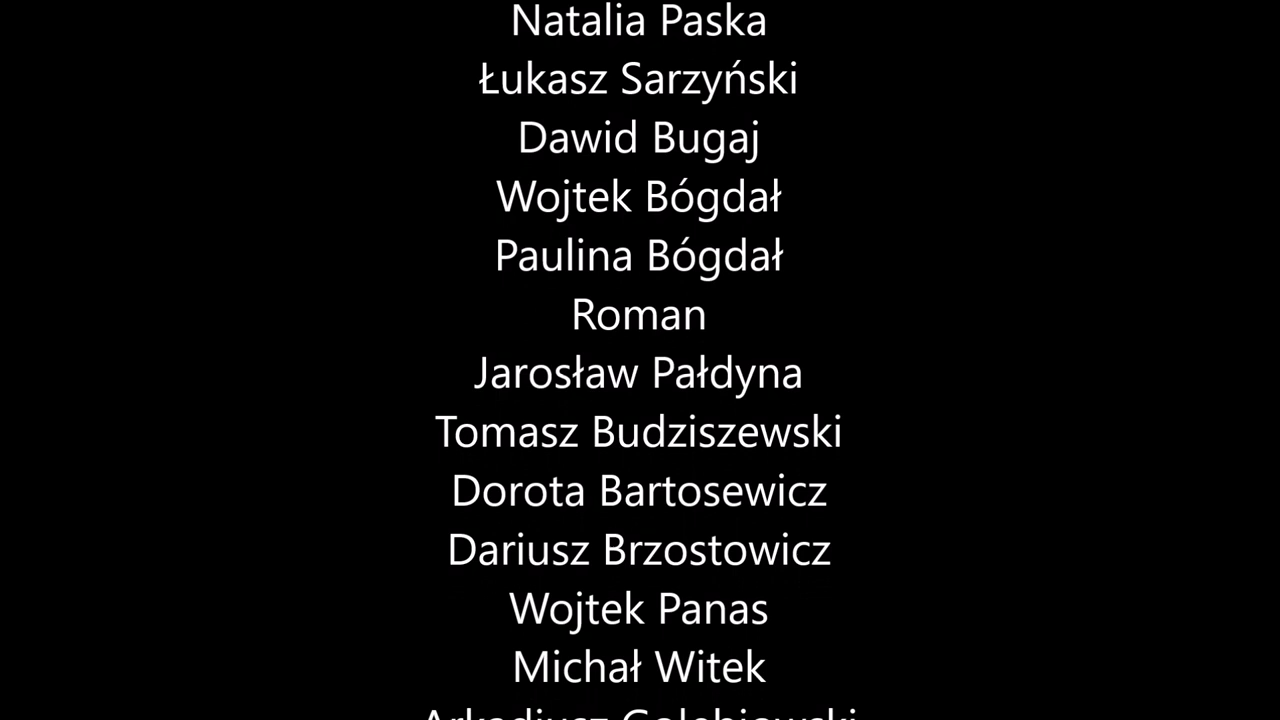 Natalia Paska
Łukasz Sarzyński
Dawid Bugaj
Wojtek Bógdał
Paulina Bógdał
Roman
Jarosław Pałdyna
Tomasz Budziszewski
Dorota Bartosewicz
Dariusz Brzostowicz
Wojtek Panas
Michał Witek
Arkadiusz